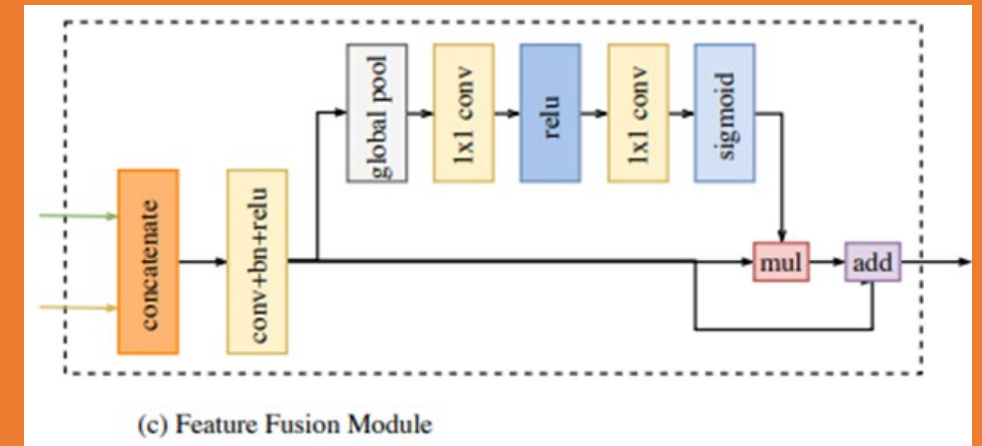 concatenate
conv+bn+relu
global pool
1x1 conv
relu
1x1 conv
sigmoid
mul
add
(c) Feature Fusion Module